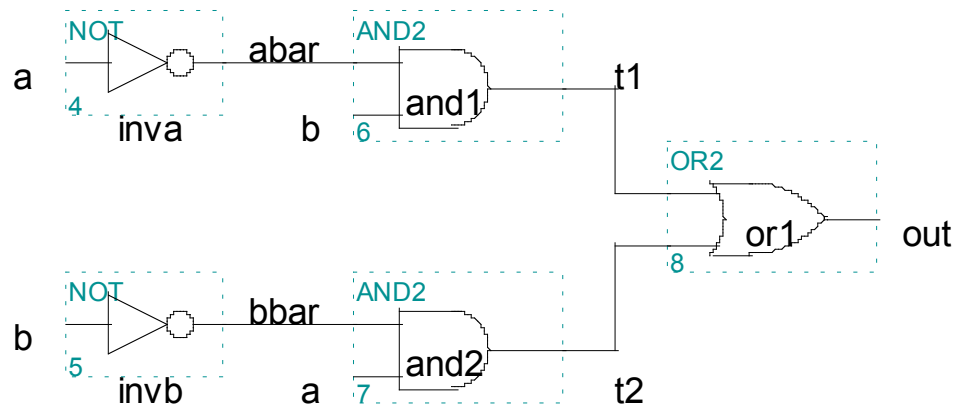 NOT
AND2
abar
a
t1
4
and1
inva
b
6
OR2
or1
out
8
NOT
AND2
bbar
b
5
and2
invb
a
7
t2